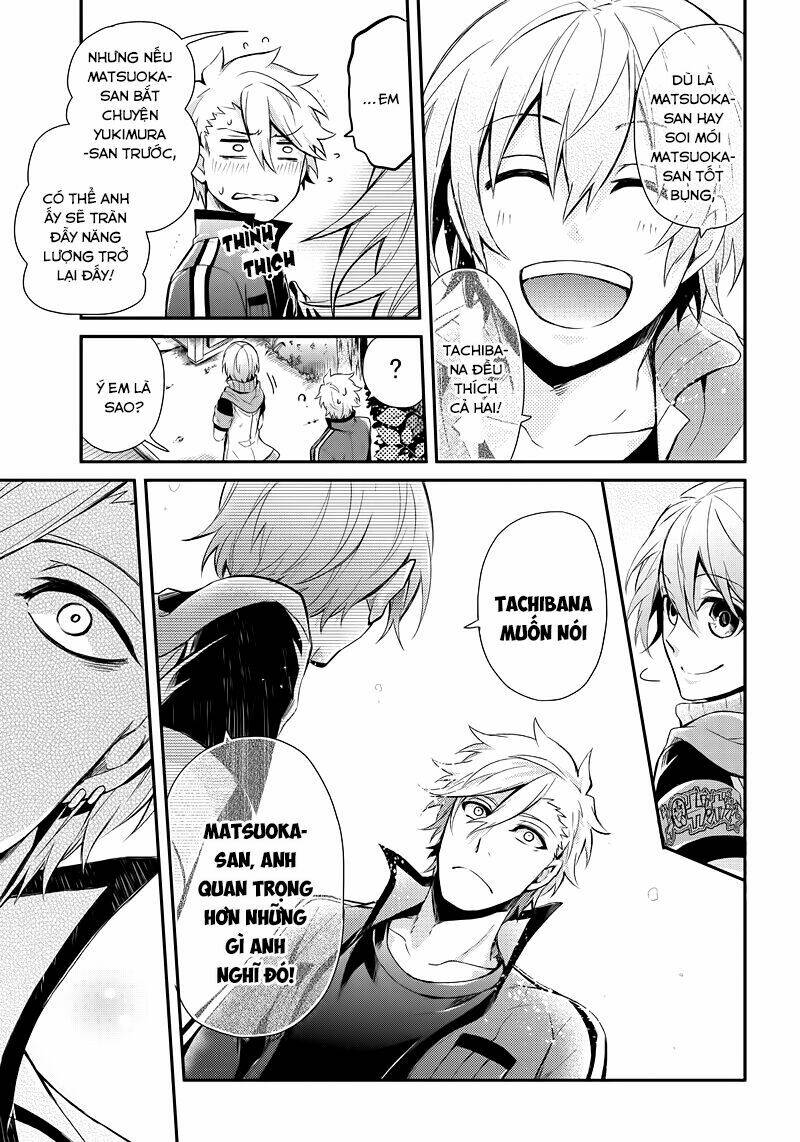 DÙ LÀ
MATSUOKA-
SAN HAY
SOI MÓI
MATSUOKA-
SAN TỐT
BỤNG,
TACHIBA-
NA ĐỀU
THÍCH
CẢ HAI!
...EM
THÌNH
THỊCH
NHƯNG NẾU
MATSUOKA-
SAN BẮT
CHUYỆN
YUKIMURA
-SAN TRƯỚC,
CÓ THỂ ANH
ẤY SẼ TRÀN
ĐẦY NĂNG
LƯỢNG TRỞ
LẠI ĐẤY!
?
Ý EM LÀ
SAO?
TACHIBANA
MUỐN NÓI
MATSUOKA-
SAN, ANH
QUAN TRỌNG
HƠN NHỮNG
GÌ ANH
NGHĨ ĐÓ!